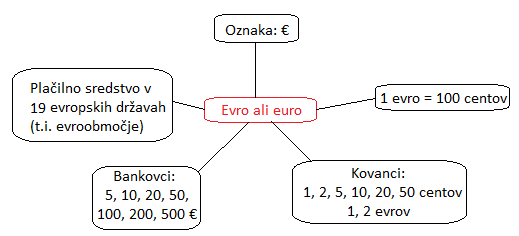 Oznaka: €
Plačilno sredstvo v
19 evropskih državah
(t.i. evroobmočje)
Evro ali euro
1 evro = 100 centov
Bankovci:
5, 10, 20, 50,
100, 200, 500 €
Kovanci:
1, 2, 5, 10, 20, 50 centov
1, 2 evrov